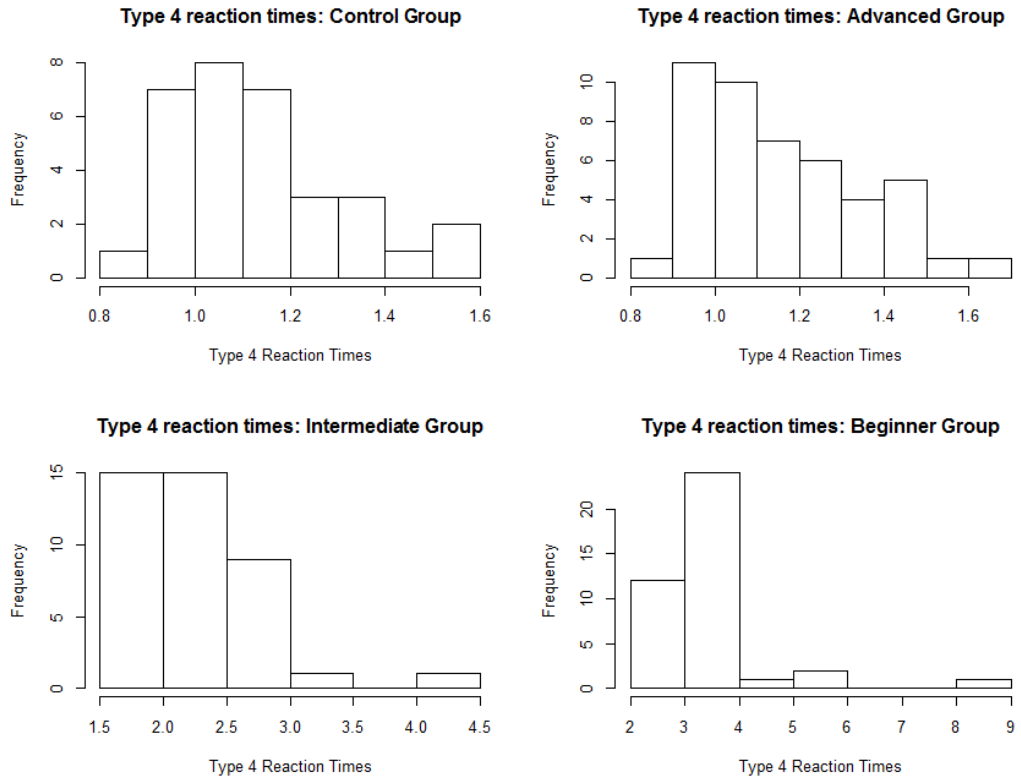 Type 4 reaction times: Control Group
8
6
4
2
0
Frequency
0.8 1.0 1.2 1.4 1.6
Type 4 Reaction Times
Type 4 reaction times: Advanced Group
10
8
6
4
2
0
Frequency
0.8 1.0 1.2 1.4 1.6
Type 4 Reaction Times
Type 4 reaction times: Intermediate Group
15
10
5
0
Frequency
1.5 2.0 2.5 3.0 3.5 4.0 4.5
Type 4 Reaction Times
Type 4 reaction times: Beginner Group
20
15
10
5
0
Frequency
2 3 4 5 6 7 8 9
Type 4 Reaction Times